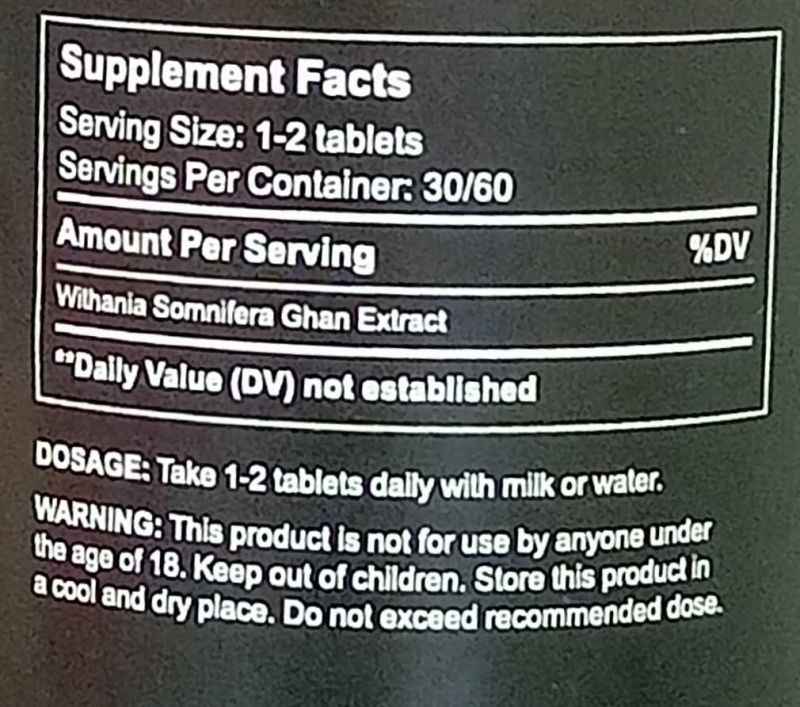 Supplement Facts
Serving Size: 1-2 tablets
Servings Per Container: 30/60
Amount Per Serving %DV
Withania Somnifera Ghan Extract
**Daily Value (DV) not established
DOSAGE: Take 1-2 tablets daily with milk or water.
WARNING: This product is not for use by anyone under
the age of 18. Keep out of children. Store this product in
a cool and dry place. Do not exceed recommended dose.